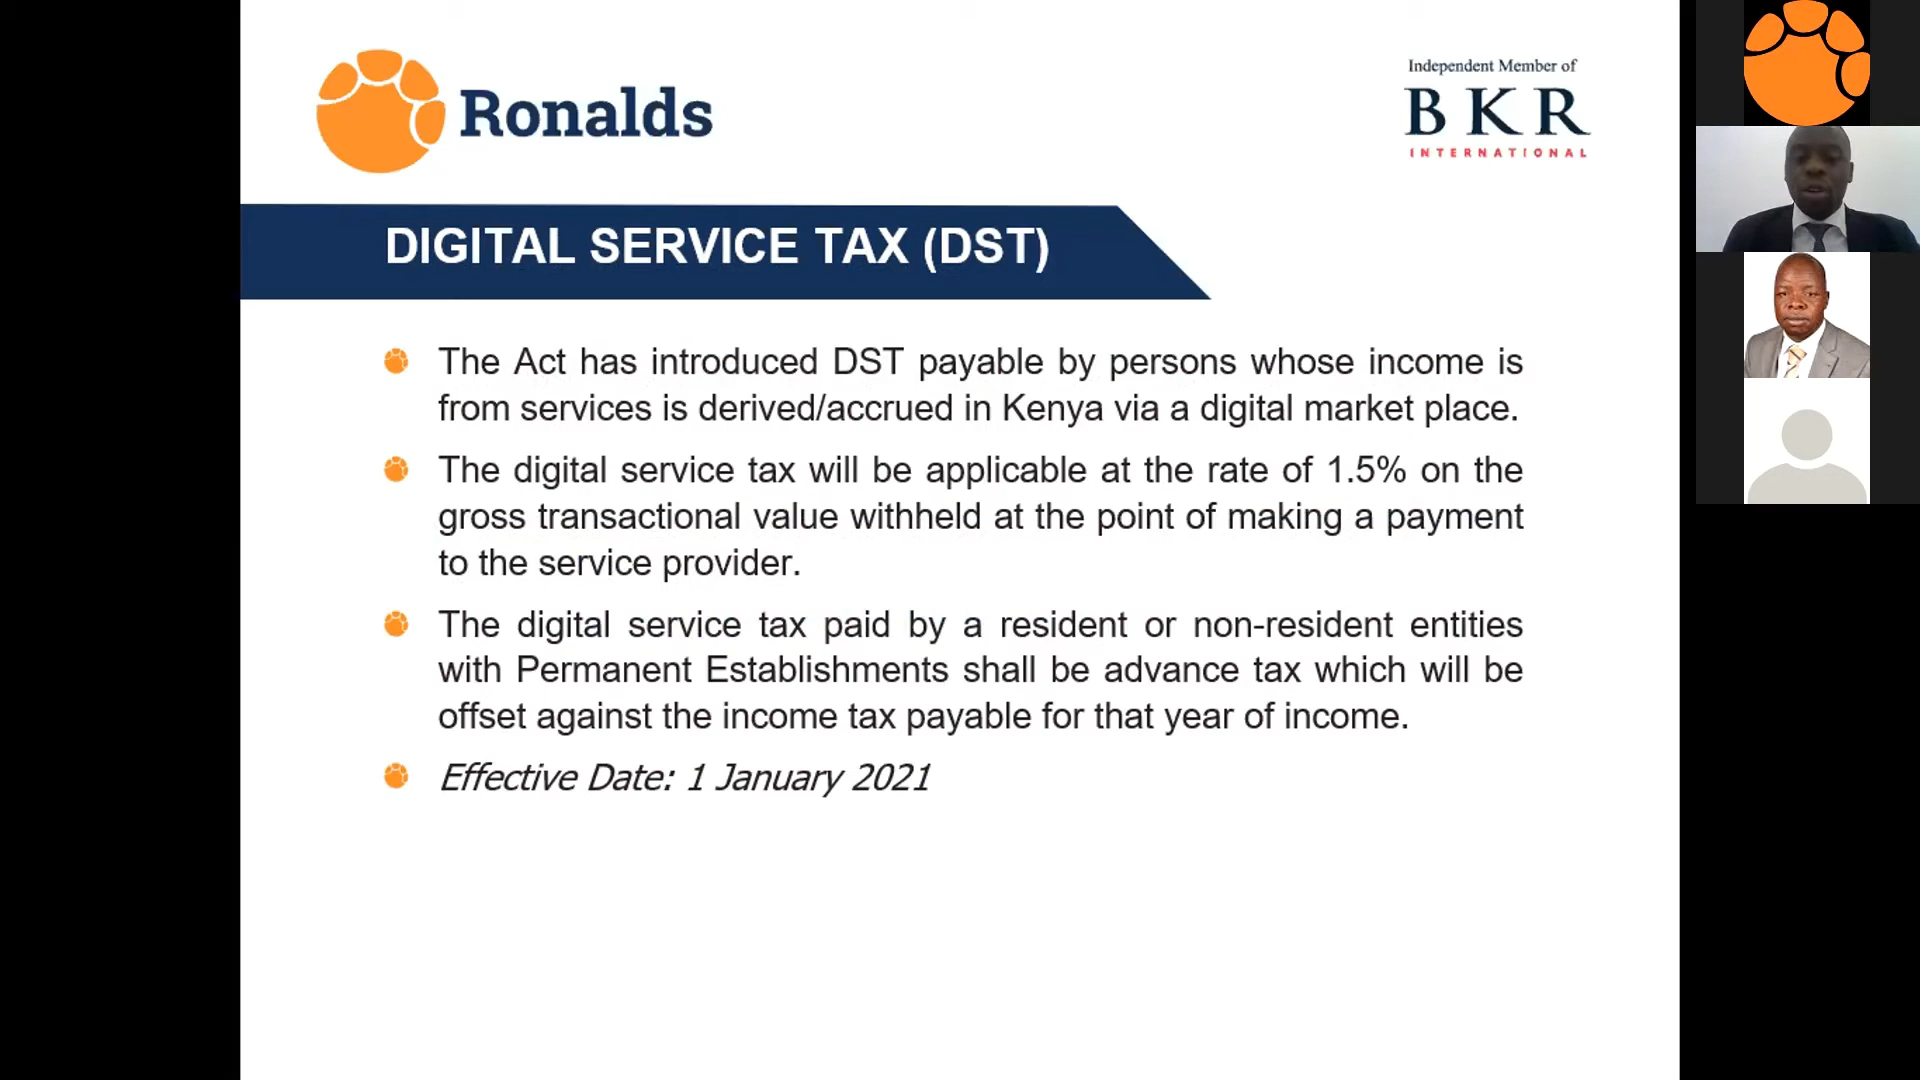 Ronalds
Independent Member of
BKR
INTERNATIONAL
DIGITAL SERVICE TAX (DST)
The Act has introduced DST payable by persons whose income is
from services is derived/accrued in Kenya via a digital market place.
The digital service tax will be applicable at the rate of 1.5% on the
gross transactional value withheld at the point of making a payment
to the service provider.
The digital service tax paid by a resident or non-resident entities
with Permanent Establishments shall be advance tax which will be
offset against the income tax payable for that year of income.
Effective Date: 1 January 2021